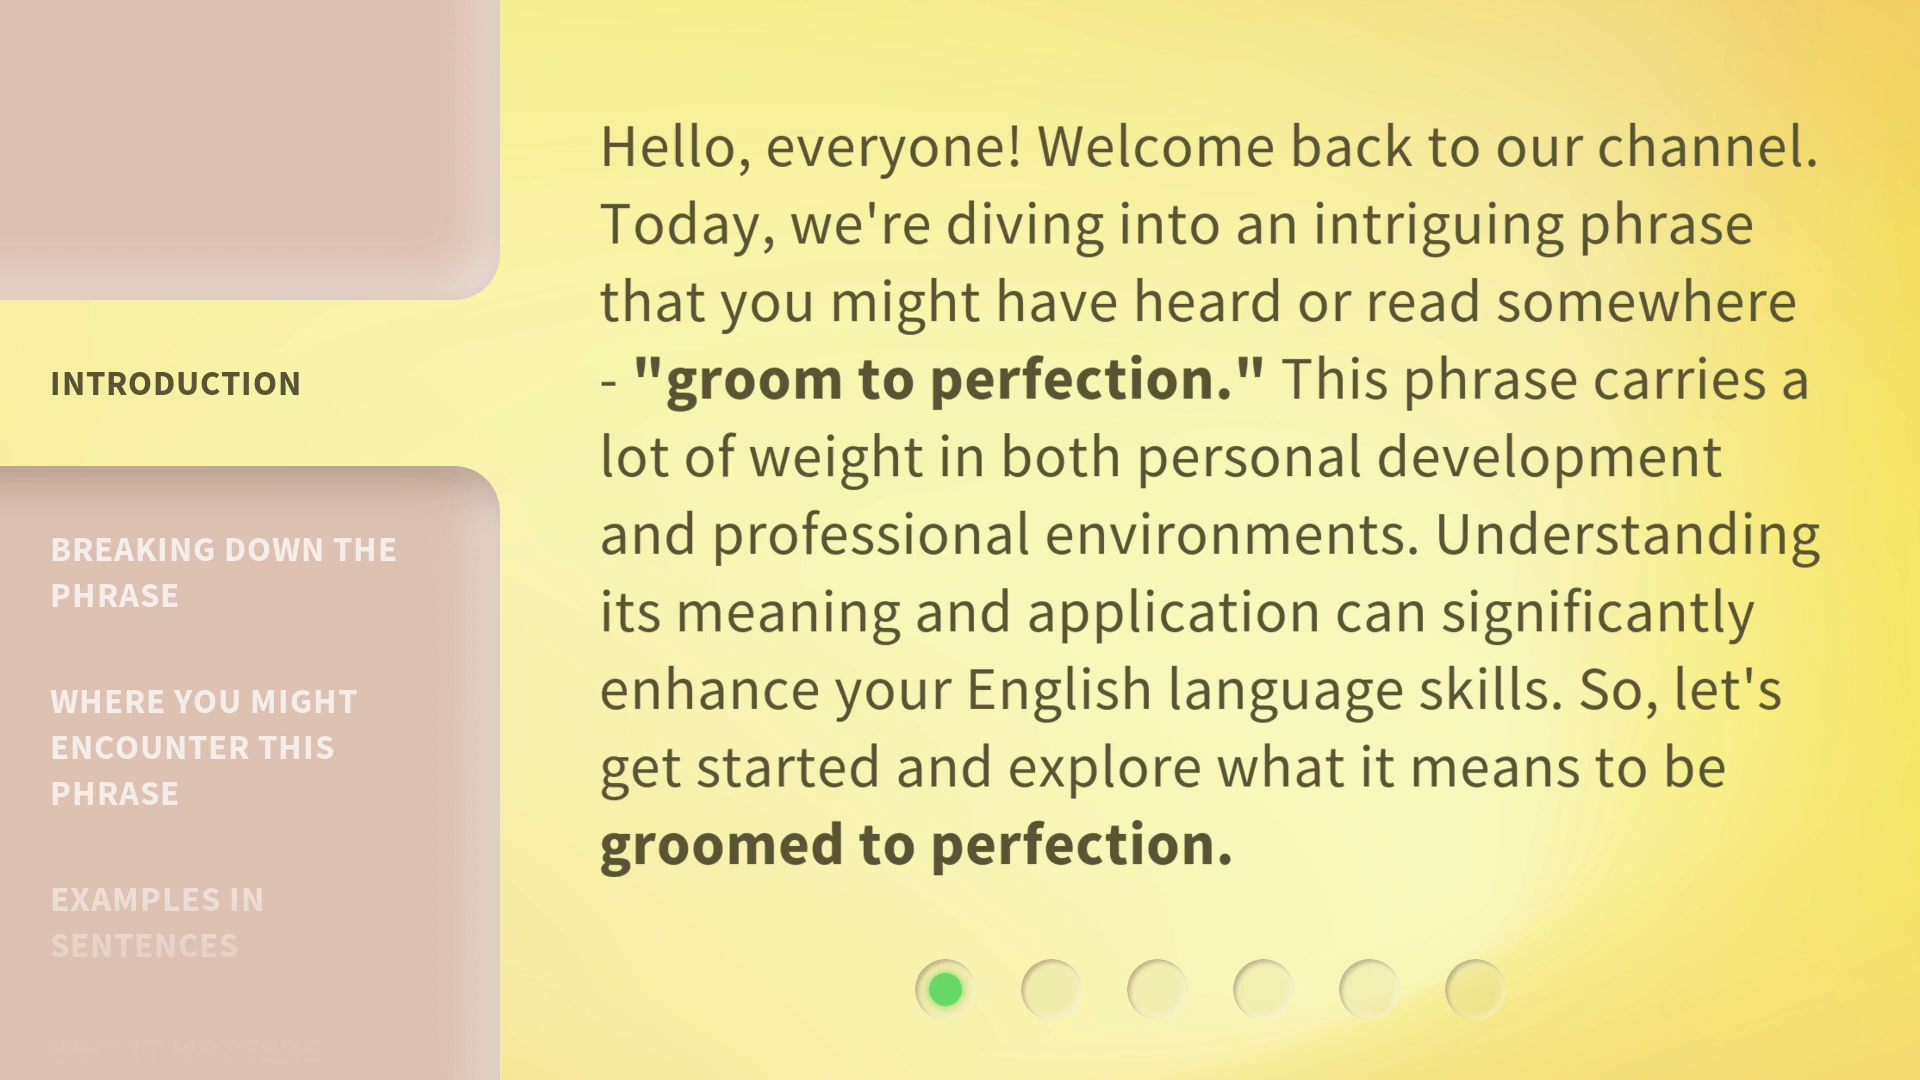 INTRODUCTION
BREAKING DOWN THE
PHRASE
WHERE YOU MIGHT
ENCOUNTER THIS
PHRASE
EXAMPLES IN
SENTENCES
Hello, everyone! Welcome back to our channel.
Today, we're diving into an intriguing phrase
that you might have heard or read somewhere
- "groom to perfection." This phrase carries a
lot of weight in both personal development
and professional environments. Understanding
its meaning and application can significantly
enhance your English language skills. So, let's
get started and explore what it means to be
groomed to perfection.